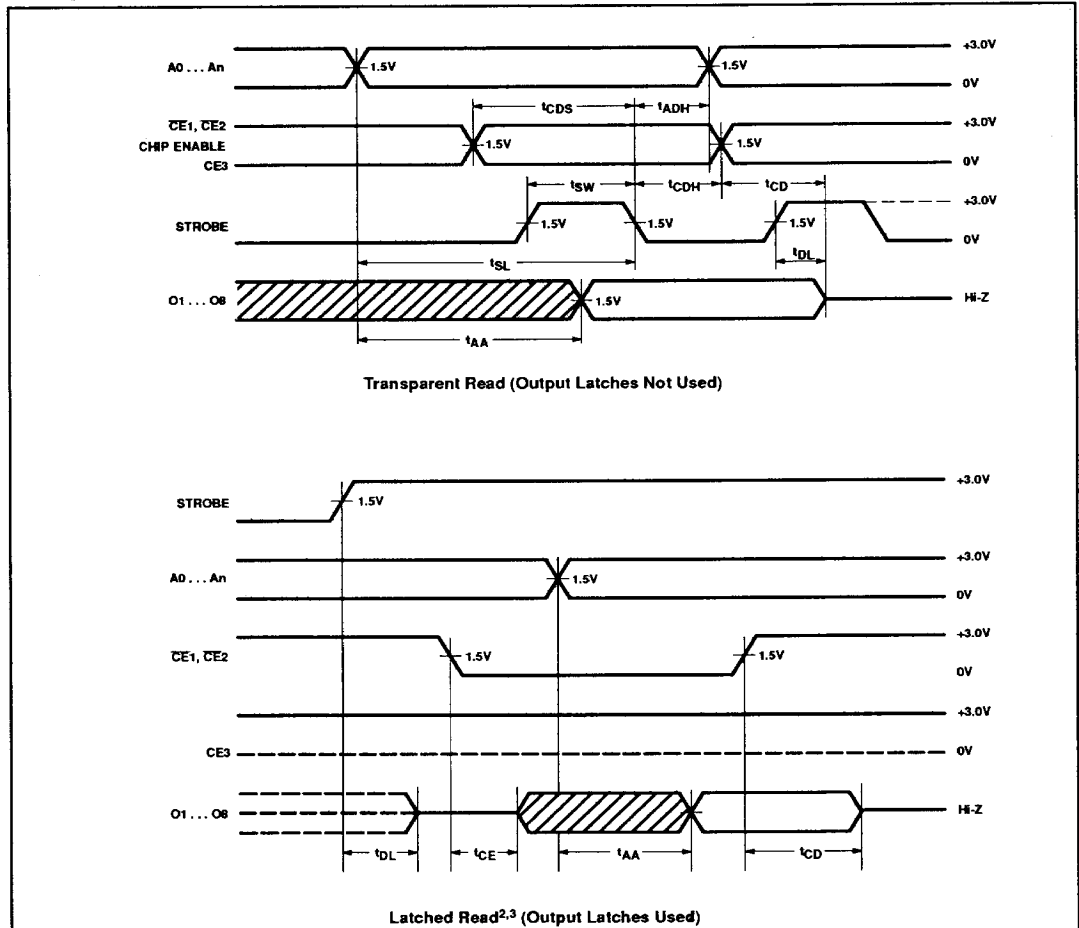 A0 . . . An
1.5V
1.5V
+3.0V
0V
tCDS
tADH
CE1, CE2
CHIP ENABLE
CE3
1.5V
1.5V
+3.0V
0V
tSW
tCDH
tCD
STROBE
1.5V
1.5V
1.5V
+3.0V
0V
tSL
tDL
O1 . . . O8
1.5V
Hi-Z
tAA
Transparent Read (Output Latches Not Used)
STROBE
1.5V
+3.0V
A0 . . . An
1.5V
+3.0V
0V
CE1, CE2
1.5V
1.5V
+3.0V
0V
+3.0V
CE3
0V
O1 . . . O8
Hi-Z
tDL
tCE
tAA
tCD
Latched Read2,3 (Output Latches Used)